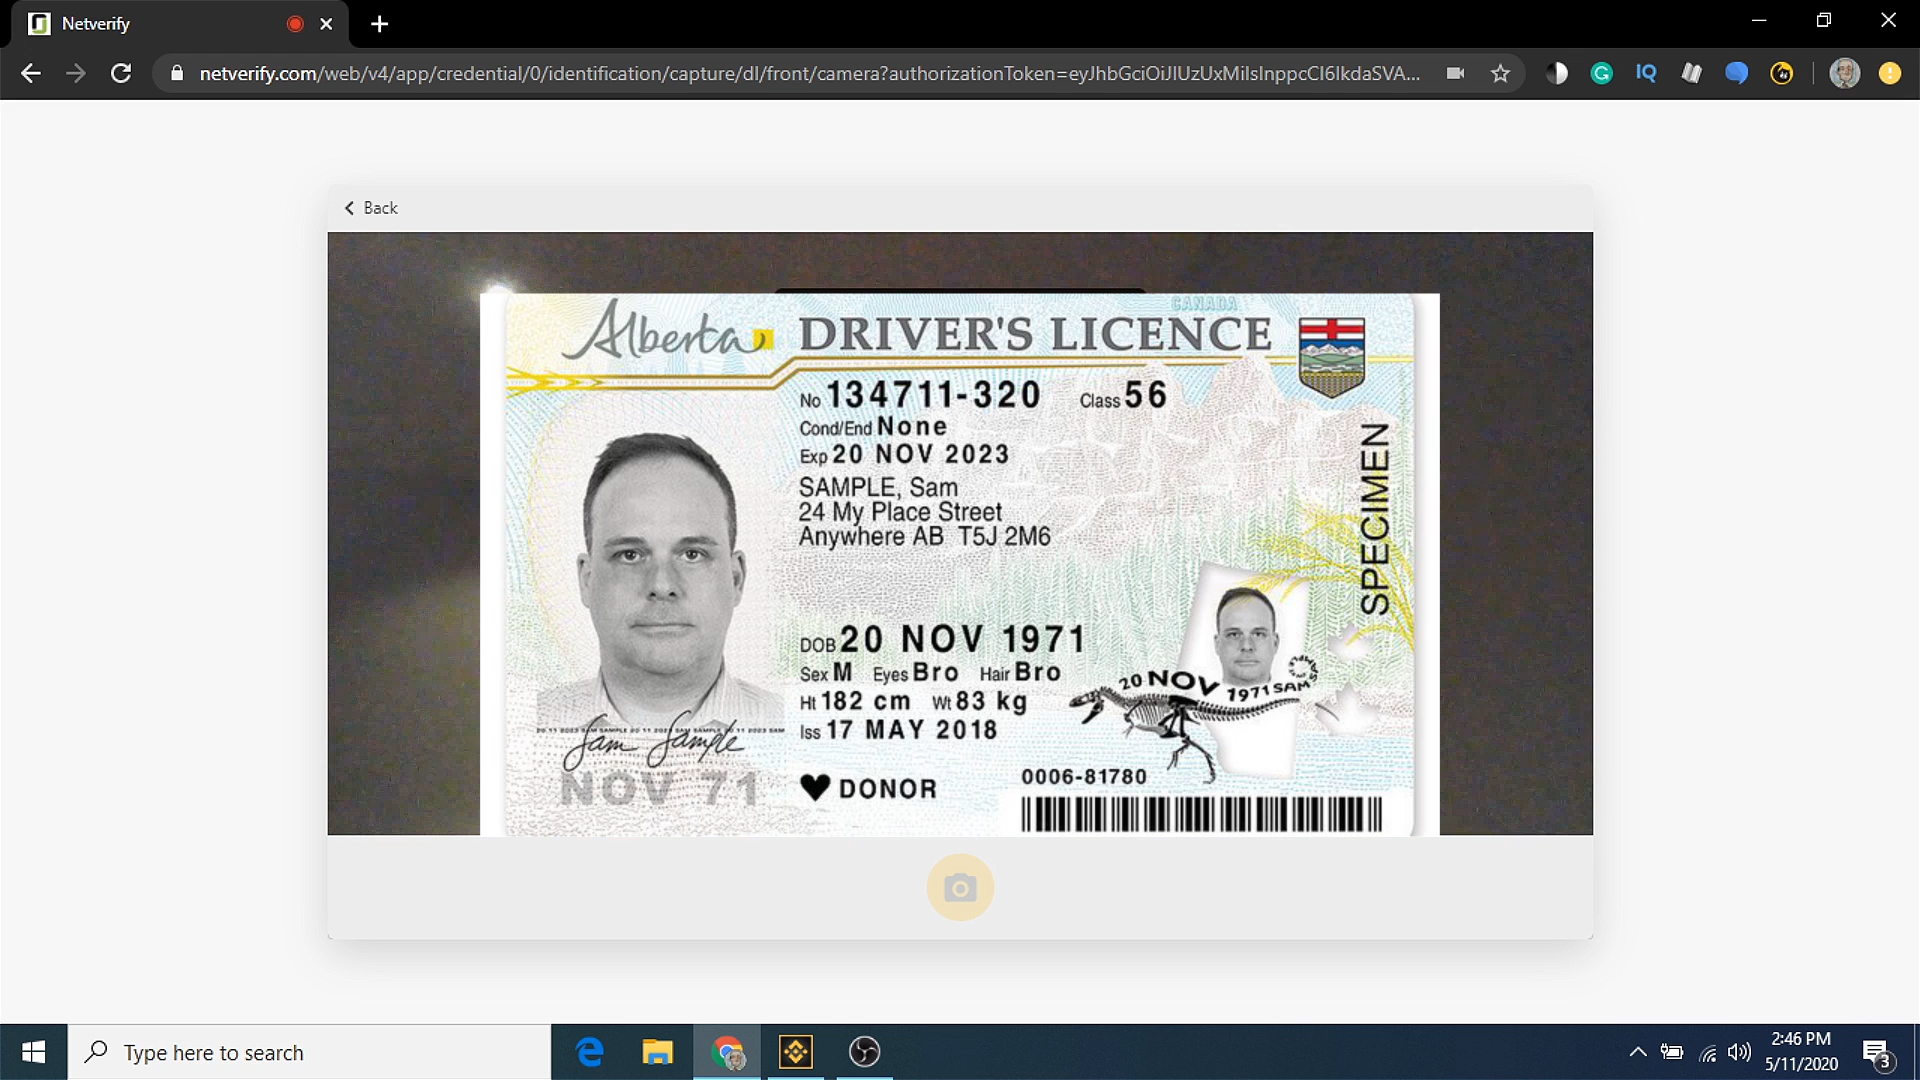 Netverify
netverify.com/web/v4/app/credential/0/identification/capture/dl/front/camera?authorizationToken=eyJhbGciOiJIUzUxMiIsInppcCI6IkdaSVA...
IQ
Back
CANADA
Alberta DRIVER'S LICENCE
No 134711-320 Class 56
Cond/End None
Exp 20 NOV 2023
SAMPLE, Sam
24 My Place Street
Anywhere AB T5J 2M6
SPECIMEN
DOB 20 NOV 1971
Sex M Eyes Bro Hair Bro
Ht 182 cm Wt 83 kg
Iss 17 MAY 2018
20 NOV 1971 SAM
Sam Sample
NOV 71
DONOR
0006-81780
Type here to search
2:46 PM
5/11/2020
3